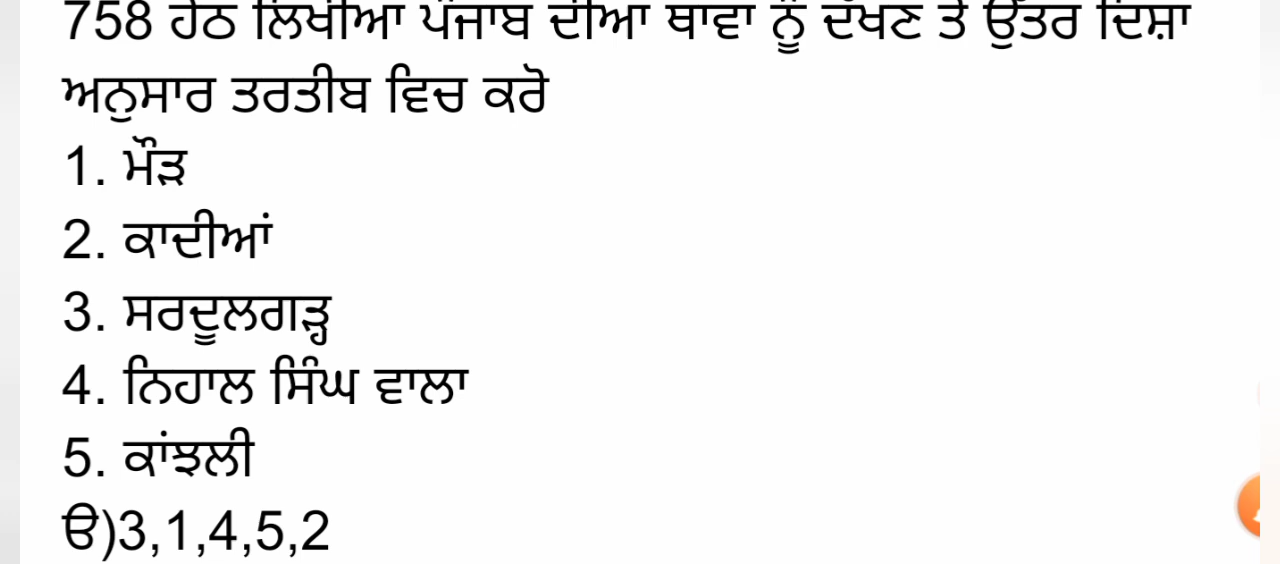 758 ਹੇਠ ਲਿਖੀਆਂ ਪੰਜਾਬ ਦੀਆਂ ਥਾਵਾਂ ਨੂੰ ਦੱਖਣ ਤੋਂ ਉੱਤਰ ਦਿਸ਼ਾ
ਅਨੁਸਾਰ ਤਰਤੀਬ ਵਿਚ ਕਰੋ
1. ਮੌੜ
2. ਕਾਦੀਆਂ
3. ਸਰਦੂਲਗੜ੍ਹ
4. ਨਿਹਾਲ ਸਿੰਘ ਵਾਲਾ
5. ਕਾਂਝਲੀ
ੳ)3,1,4,5,2